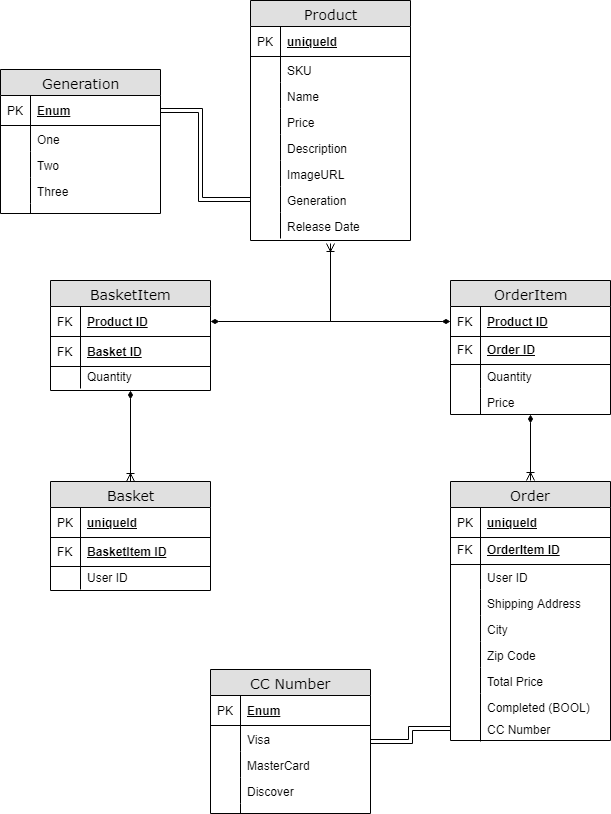 Product
PK uniqueId
SKU
Name
Price
Description
ImageURL
Generation
Release Date
Generation
PK Enum
One
Two
Three
BasketItem
FK Product ID
FK Basket ID
Quantity
OrderItem
FK Product ID
FK Order ID
Quantity
Price
Basket
PK uniqueId
FK BasketItem ID
User ID
Order
PK uniqueId
FK OrderItem ID
User ID
Shipping Address
City
Zip Code
Total Price
Completed (BOOL)
CC Number
CC Number
PK Enum
Visa
MasterCard
Discover